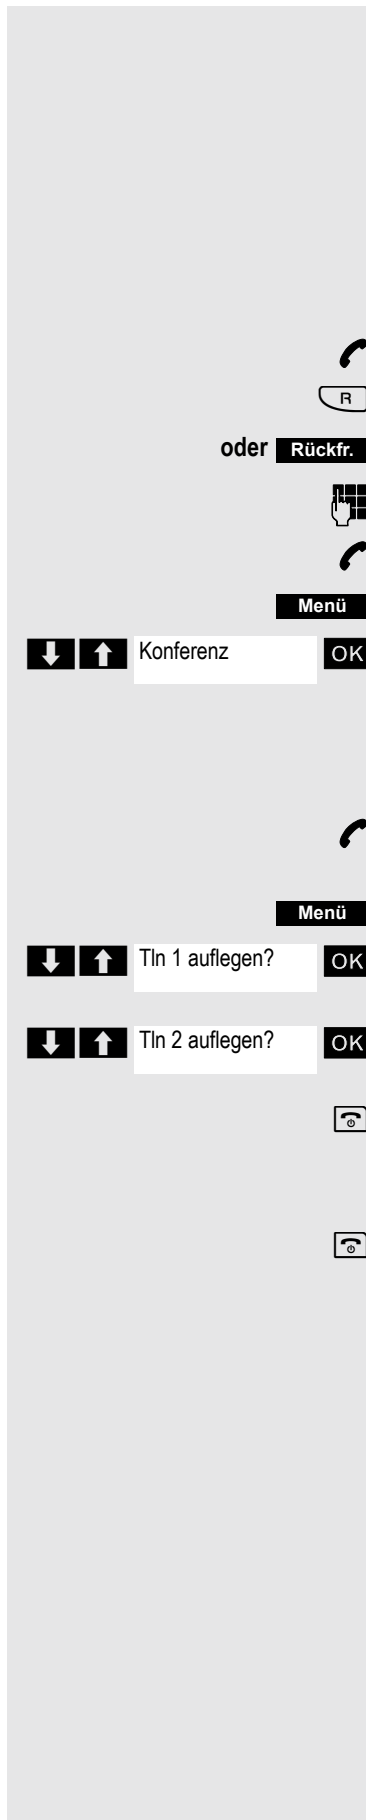 R
oder Rückfr.
Menü
Konferenz OK
Menü
Tln 1 auflegen? OK
Tln 2 auflegen? OK